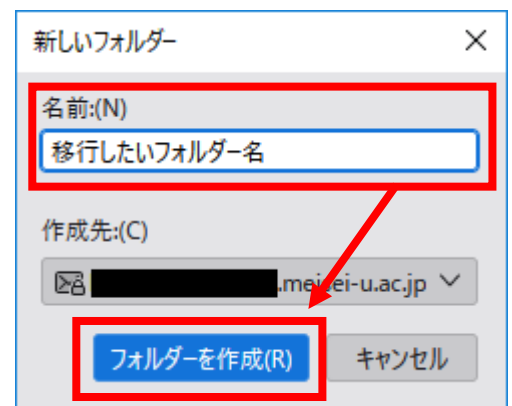 新しいフォルダー
名前:(N)
移行したいフォルダー名
作成先:(C)
.meisei-u.ac.jp
フォルダーを作成(R) キャンセル